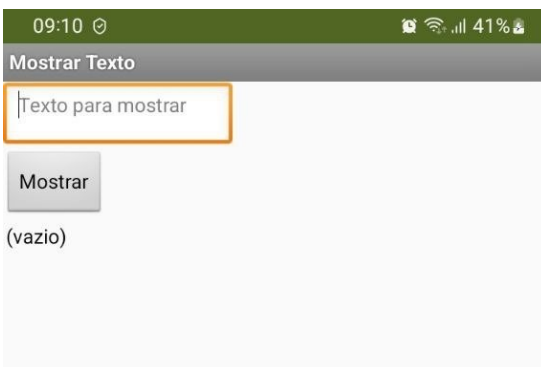 09:10 41%
Mostrar Texto
Texto para mostrar
Mostrar
(vazio)